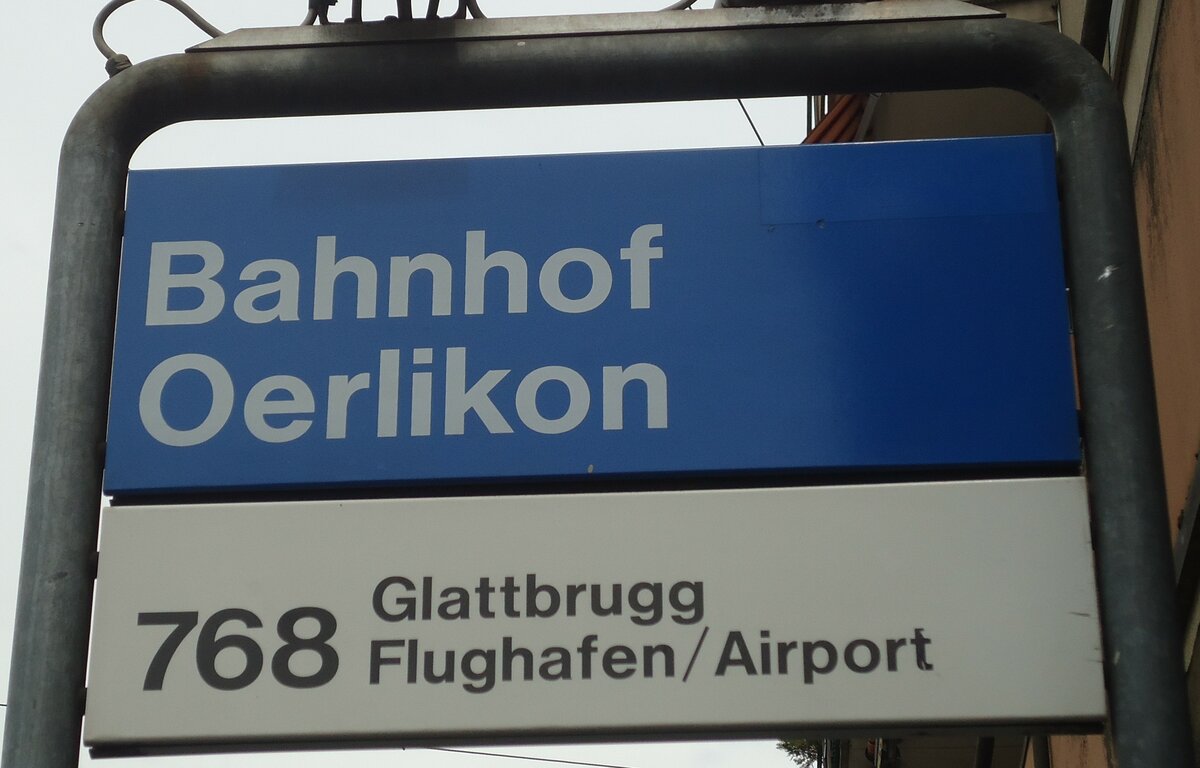 Bahnhof
Oerlikon
768 Glattbrugg
Flughafen/Airport